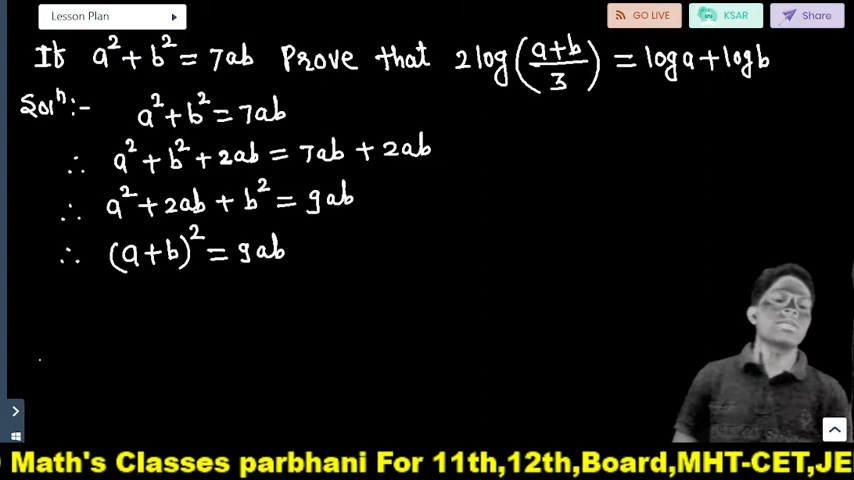 Lesson Plan
GO LIVE
KSAR
Share
If a² + b² = 7ab Prove that 2log((a+b)/3) = loga + logb
Solⁿ:- a² + b² = 7ab
∴ a² + b² + 2ab = 7ab + 2ab
∴ a² + 2ab + b² = 9ab
∴ (a+b)² = 9ab
Math's Classes parbhani For 11th,12th,Board,MHT-CET,JE